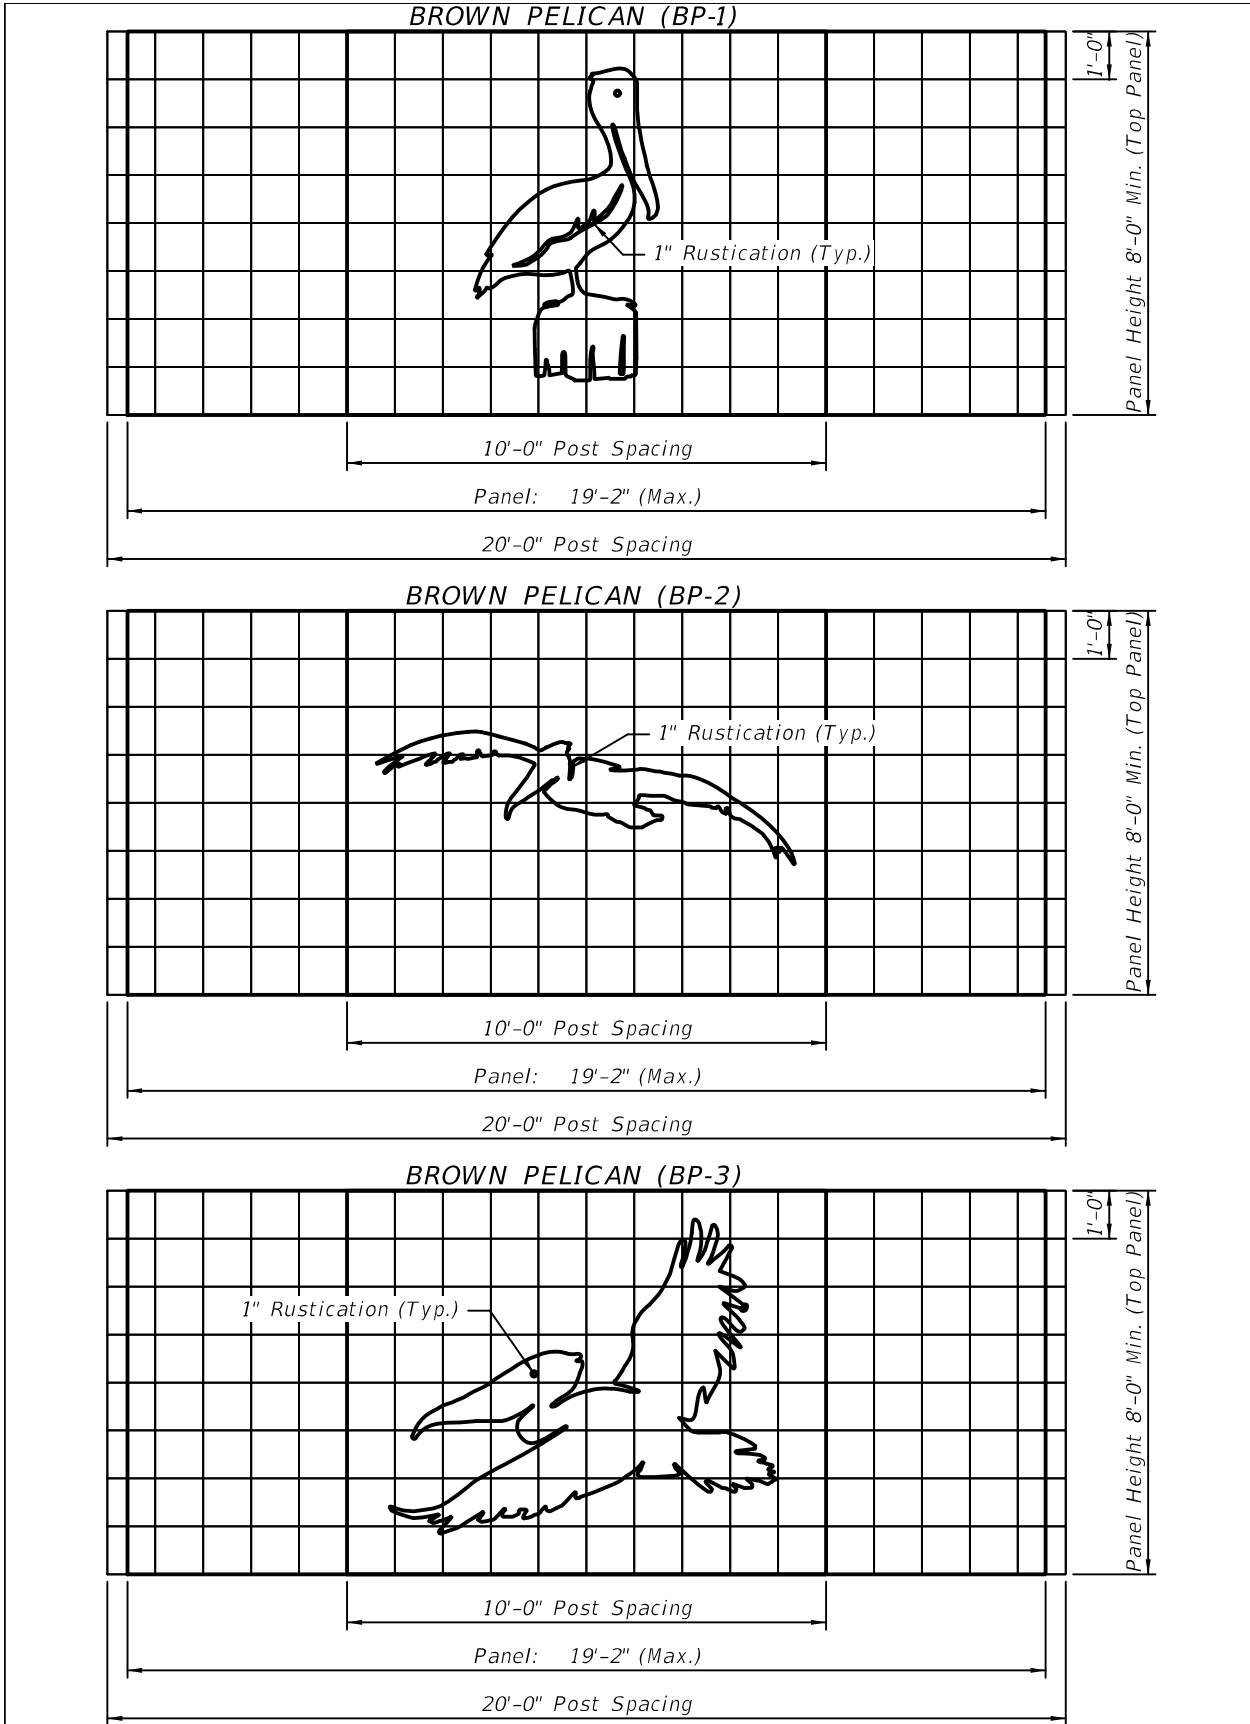 BROWN PELICAN (BP-1)
1'-0"
Panel Height 8'-0" Min. (Top Panel)
1" Rustication (Typ.)
10'-0" Post Spacing
Panel: 19'-2" (Max.)
20'-0" Post Spacing
BROWN PELICAN (BP-2)
1'-0"
Panel Height 8'-0" Min. (Top Panel)
1" Rustication (Typ.)
10'-0" Post Spacing
Panel: 19'-2" (Max.)
20'-0" Post Spacing
BROWN PELICAN (BP-3)
1'-0"
Panel Height 8'-0" Min. (Top Panel)
1" Rustication (Typ.)
10'-0" Post Spacing
Panel: 19'-2" (Max.)
20'-0" Post Spacing